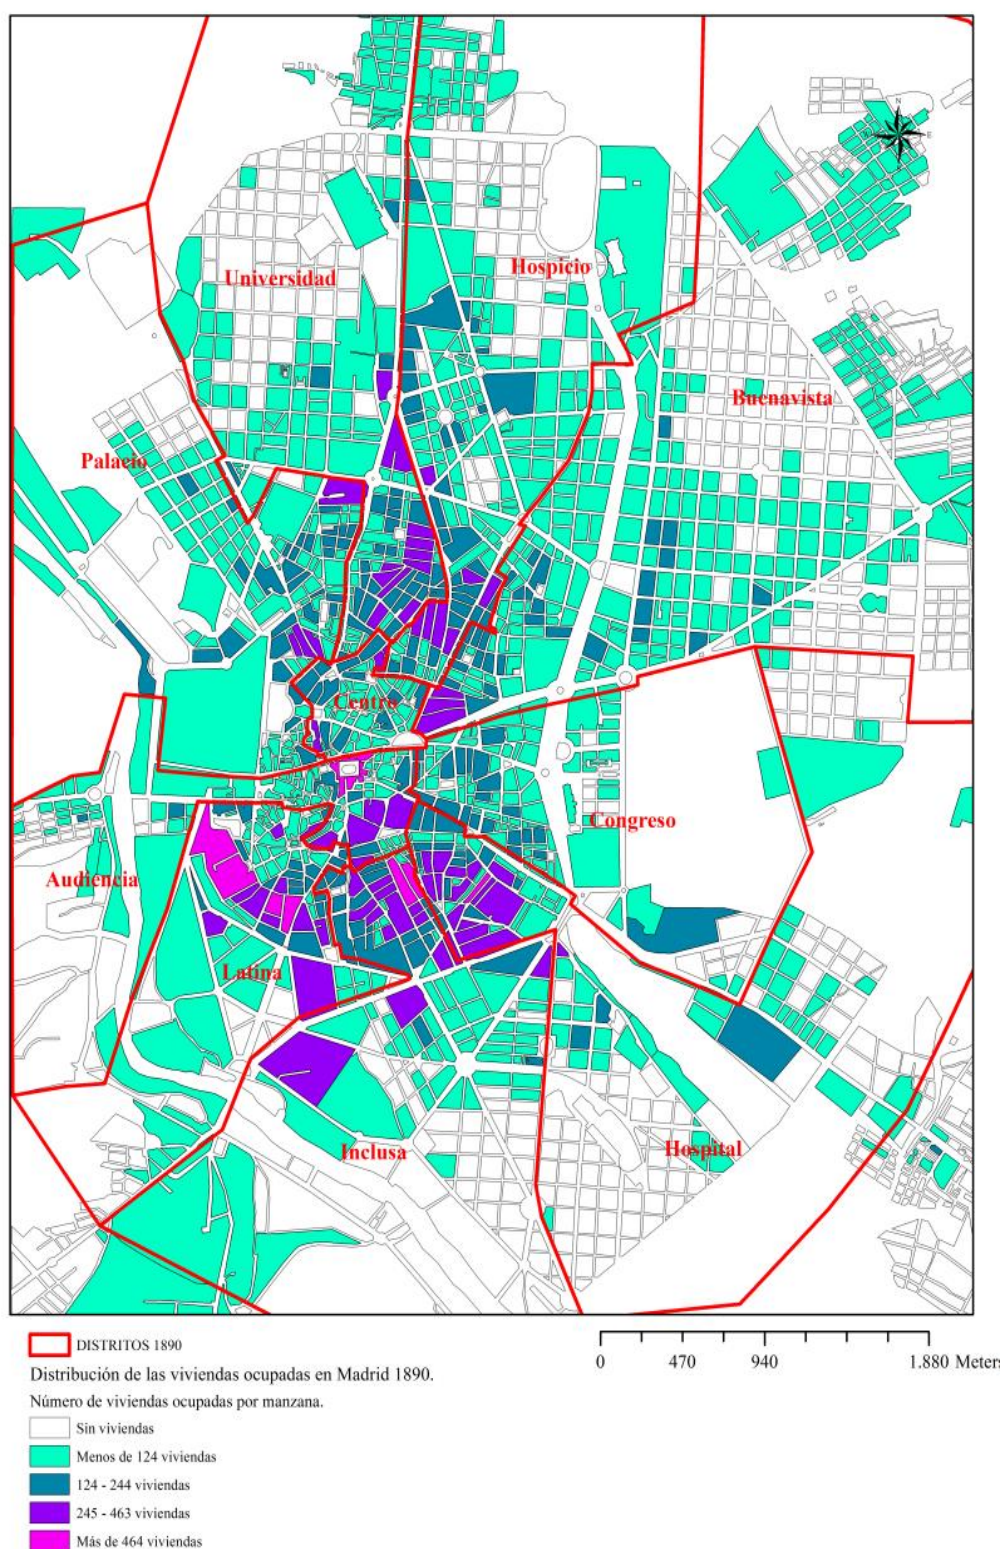 N
E
Universidad
Hospicio
Buenavista
Palacio
Centro
Congreso
Audiencia
Latina
Inclusa
Hospital
DISTRITOS 1890
Distribución de las viviendas ocupadas en Madrid 1890.
Número de viviendas ocupadas por manzana.
Sin viviendas
Menos de 124 viviendas
124 - 244 viviendas
245 - 463 viviendas
Más de 464 viviendas
0 470 940 1.880 Meters